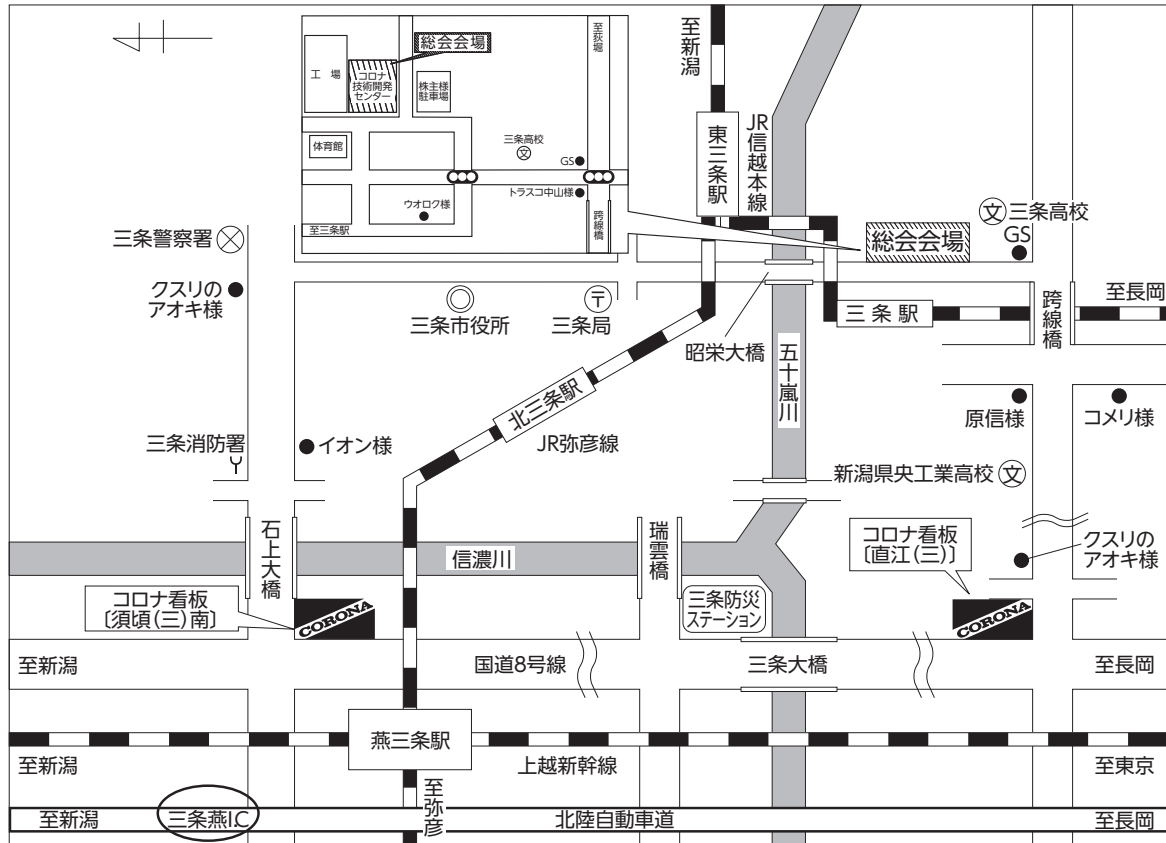 至荻堀
総会会場
工場
コロナ
技術開発
センター
株主様
駐車場
体育館
三条高校
文
GS
ウオロク様
トラスコ中山様
至三条駅
跨線橋
至新潟
東三条駅
JR信越本線
文 三条高校
GS
総会会場
三条警察署
クスリの
アオキ様
三条市役所
〒
三条局
昭栄大橋
三条駅
跨線橋
至長岡
五十嵐川
北三条駅
JR弥彦線
原信様
コメリ様
三条消防署
イオン様
新潟県央工業高校 文
石上大橋
信濃川
瑞雲橋
コロナ看板
〔直江(三)〕
クスリの
アオキ様
コロナ看板
〔須頃(三)南〕
CORONA
三条防災
ステーション
CORONA
至新潟
国道8号線
三条大橋
至長岡
燕三条駅
至新潟
上越新幹線
至東京
至弥彦
至新潟
三条燕I.C
北陸自動車道
至長岡